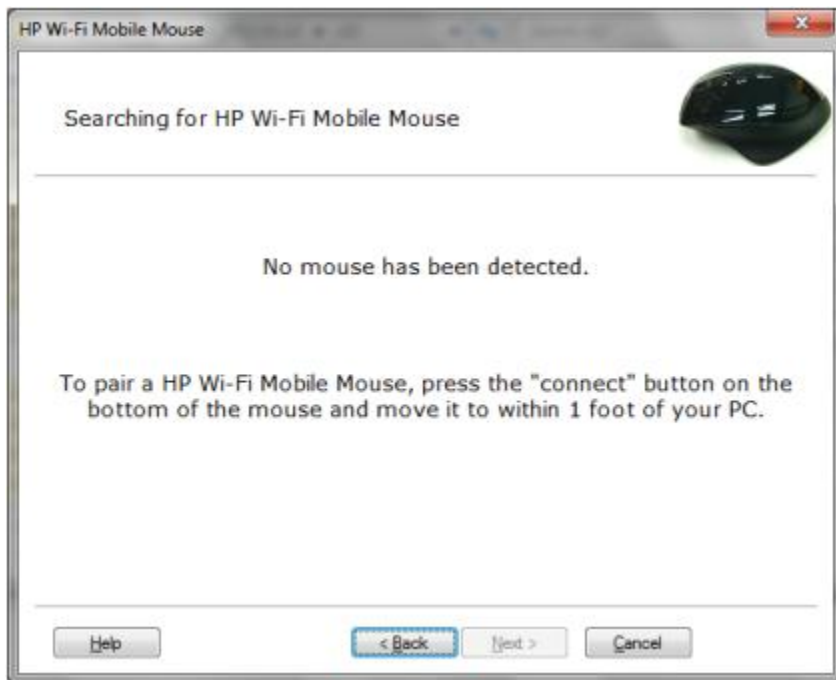 HP Wi-Fi Mobile Mouse
Searching for HP Wi-Fi Mobile Mouse
No mouse has been detected.
To pair a HP Wi-Fi Mobile Mouse, press the "connect" button on the
bottom of the mouse and move it to within 1 foot of your PC.
Help < Back Next > Cancel